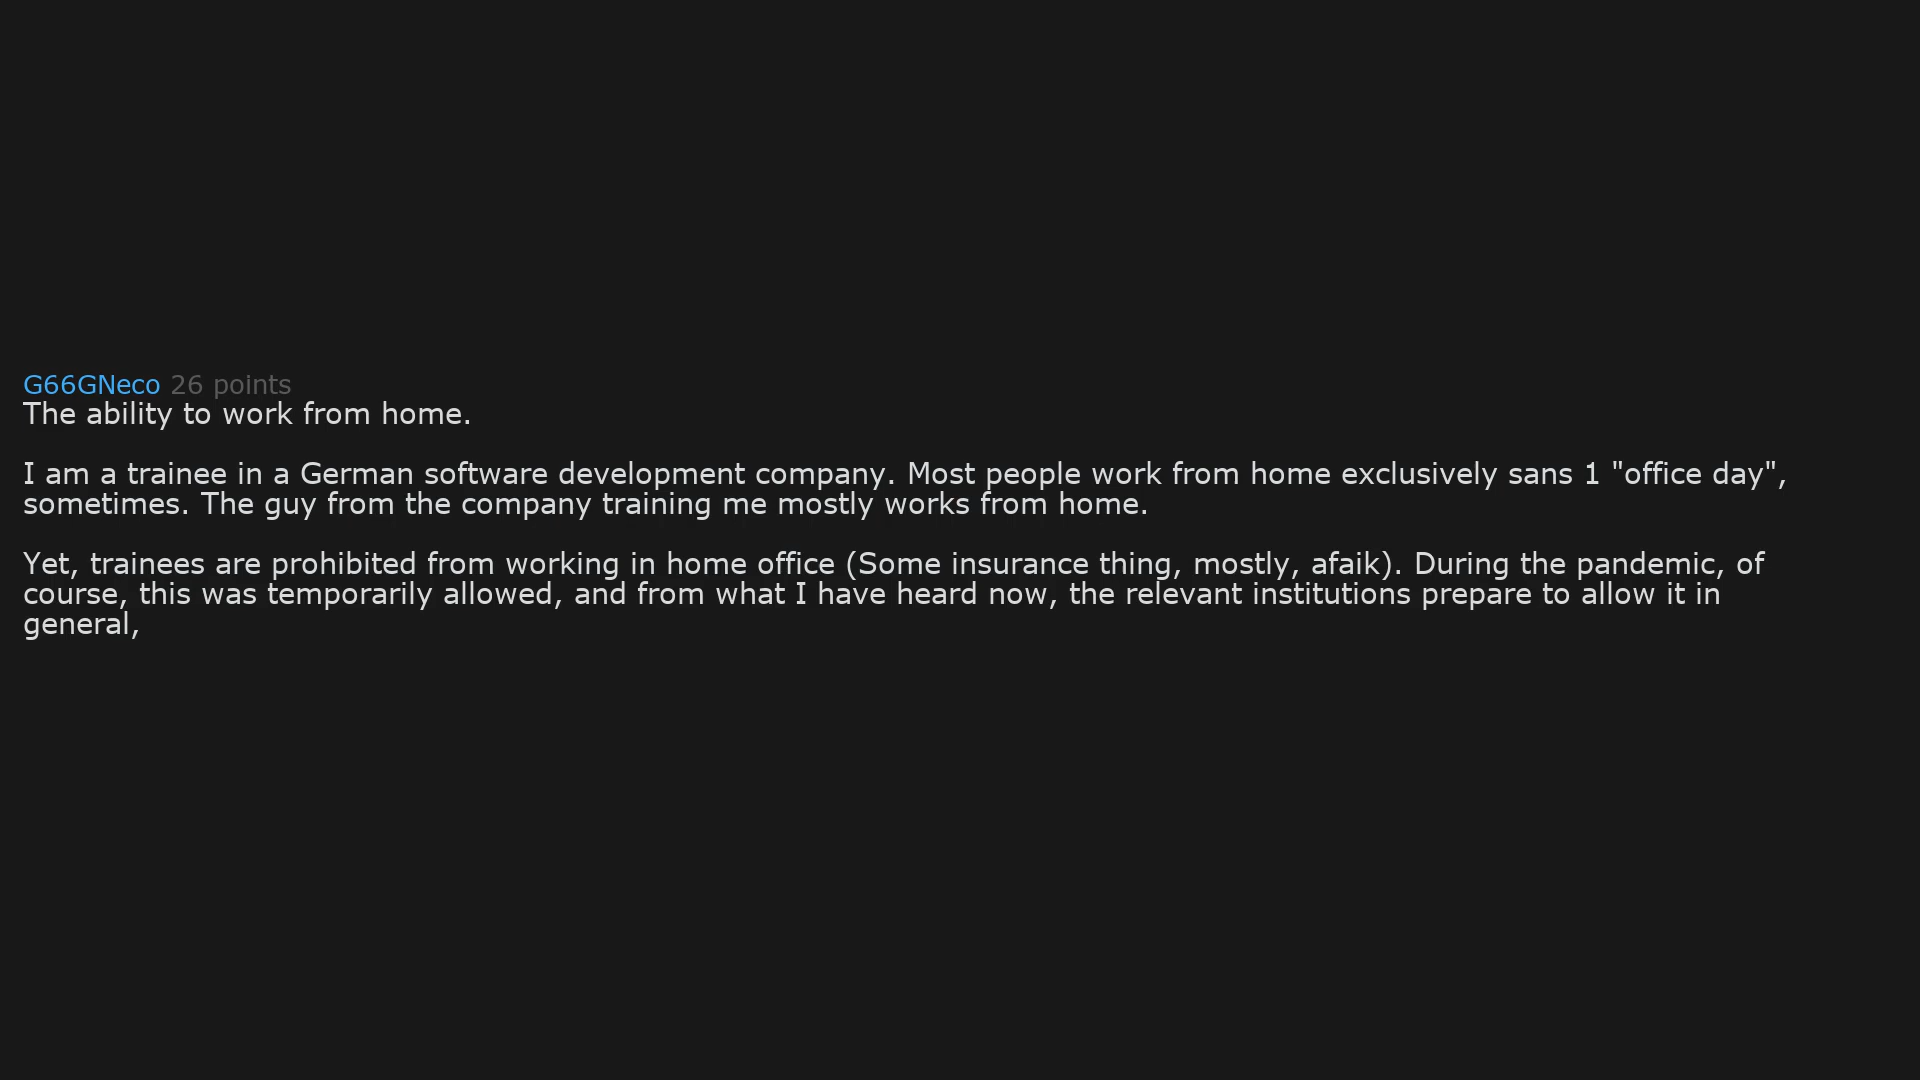 G66GNeco 26 points
The ability to work from home.
I am a trainee in a German software development company. Most people work from home exclusively sans 1 "office day",
sometimes. The guy from the company training me mostly works from home.
Yet, trainees are prohibited from working in home office (Some insurance thing, mostly, afaik). During the pandemic, of
course, this was temporarily allowed, and from what I have heard now, the relevant institutions prepare to allow it in
general,